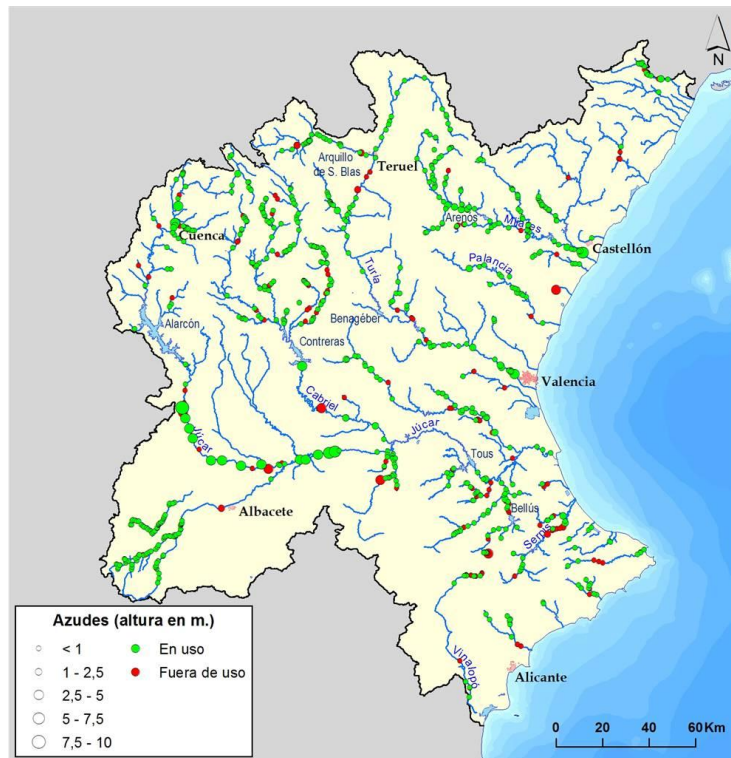 N
Arquillo
de S. Blas
Teruel
Arenos
Mijares
Cuenca
Castellón
Palancia
Turia
Alarcón
Benagéber
Contreras
Valencia
Cabriel
Júcar
Júcar
Tous
Albacete
Bellús
Serpis
Vinalopó
Alicante
Azudes (altura en m.)
< 1
En uso
1 - 2,5
Fuera de uso
2,5 - 5
5 - 7,5
7,5 - 10
0 20 40 60 Km